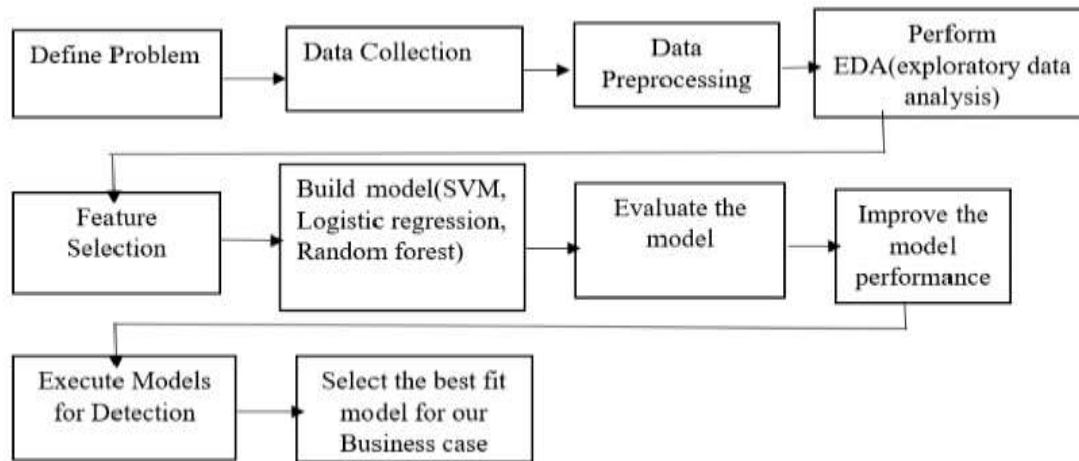 Define Problem
Data Collection
Data
Preprocessing
Perform
EDA(exploratory data
analysis)
Feature
Selection
Build model(SVM,
Logistic regression,
Random forest)
Evaluate the
model
Improve the
model
performance
Execute Models
for Detection
Select the best fit
model for our
Business case